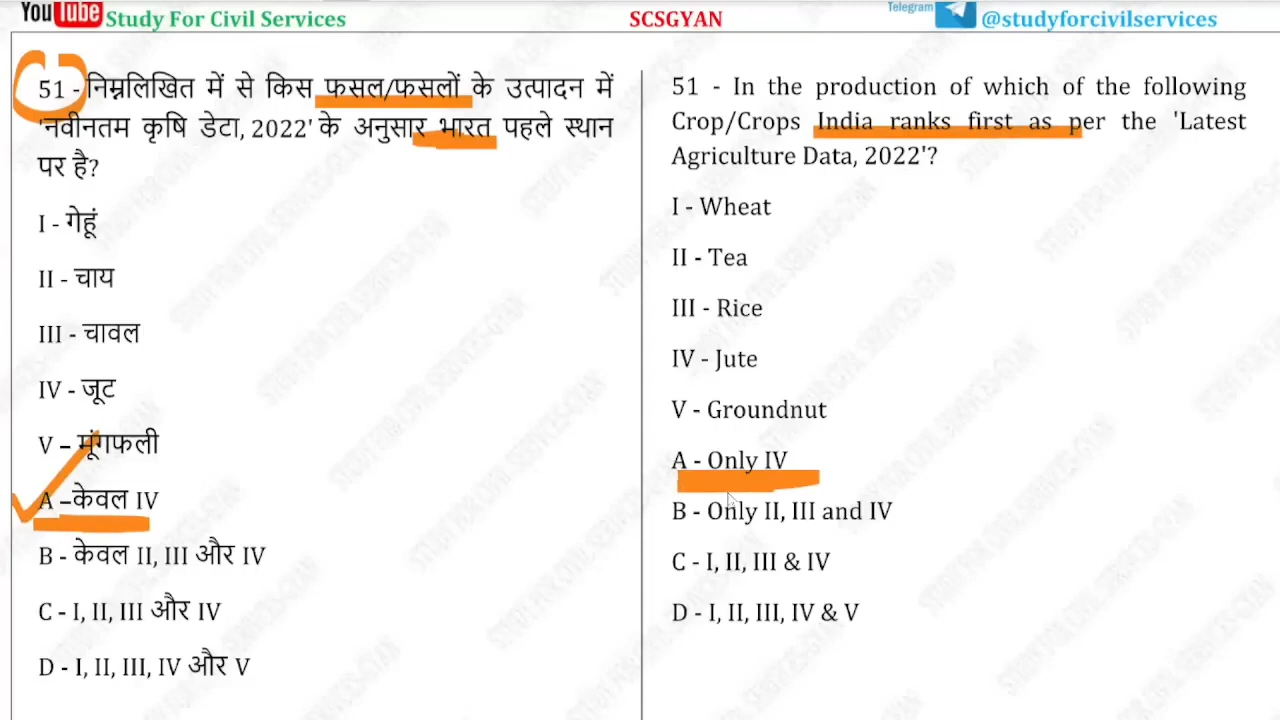 YouTube Study For Civil Services
SCSGYAN
Telegram @studyforcivilservices
51 - निम्नलिखित में से किस फसल/फसलों के उत्पादन में
'नवीनतम कृषि डेटा, 2022' के अनुसार भारत पहले स्थान
पर है?
I - गेहूं
II - चाय
III - चावल
IV - जूट
V – मूंगफली
A –केवल IV
B - केवल II, III और IV
C - I, II, III और IV
D - I, II, III, IV और V
51 - In the production of which of the following
Crop/Crops India ranks first as per the 'Latest
Agriculture Data, 2022'?
I - Wheat
II - Tea
III - Rice
IV - Jute
V - Groundnut
A - Only IV
B - Only II, III and IV
C - I, II, III & IV
D - I, II, III, IV & V